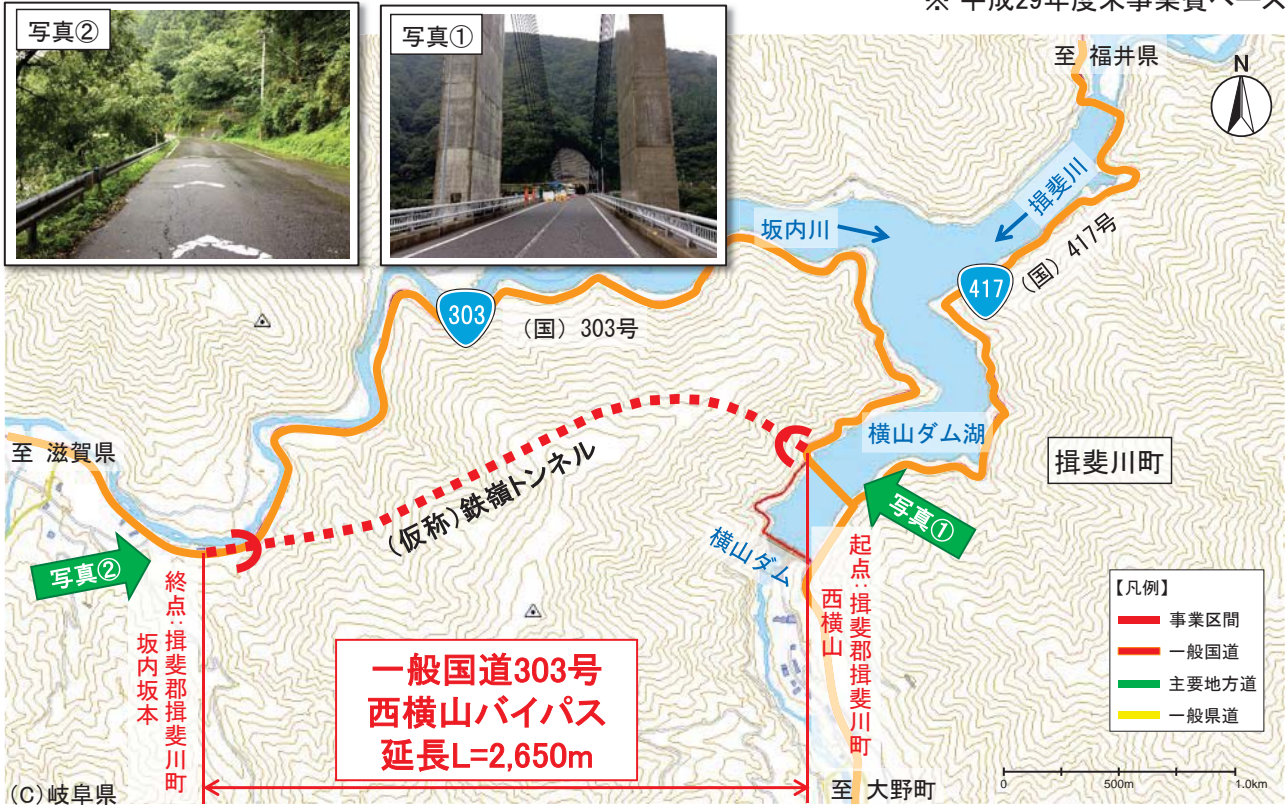 ※ 平成29年度末事業費ベース
写真②
写真①
至 福井県
N
坂内川
揖斐川
417
(国) 417号
303
(国) 303号
至 滋賀県
(仮称)鉄嶺トンネル
横山ダム湖
揖斐川町
写真①
写真②
横山ダム
終点:揖斐郡揖斐川町
坂内坂本
起点:揖斐郡揖斐川町
西横山
一般国道303号
西横山バイパス
延長L=2,650m
【凡例】
事業区間
一般国道
主要地方道
一般県道
(C)岐阜県
至 大野町
0
500m
1.0km